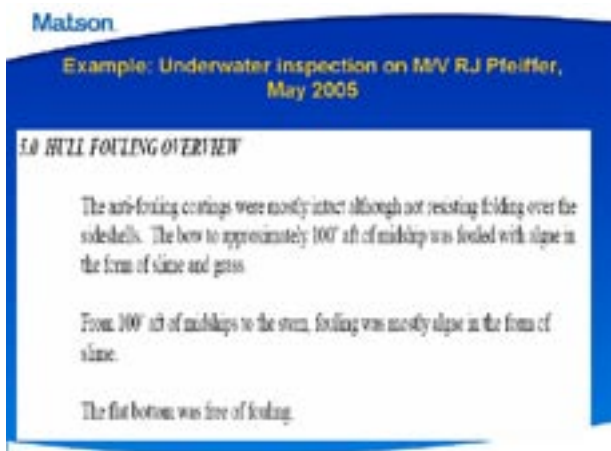 Matson
Example: Underwater inspection on M/V RJ Pfeiffer,
May 2005
5.0 HULL FOULING OVERVIEW
The anti-fouling coatings were mostly intact although not resisting folding over the
sideshells. The bow to approximately 100' aft of midship was fouled with algae in
the form of slime and grass
From 100' aft of midships to the stern, fouling was mostly algae in the form of
slime.
The flat bottom was free of fouling.